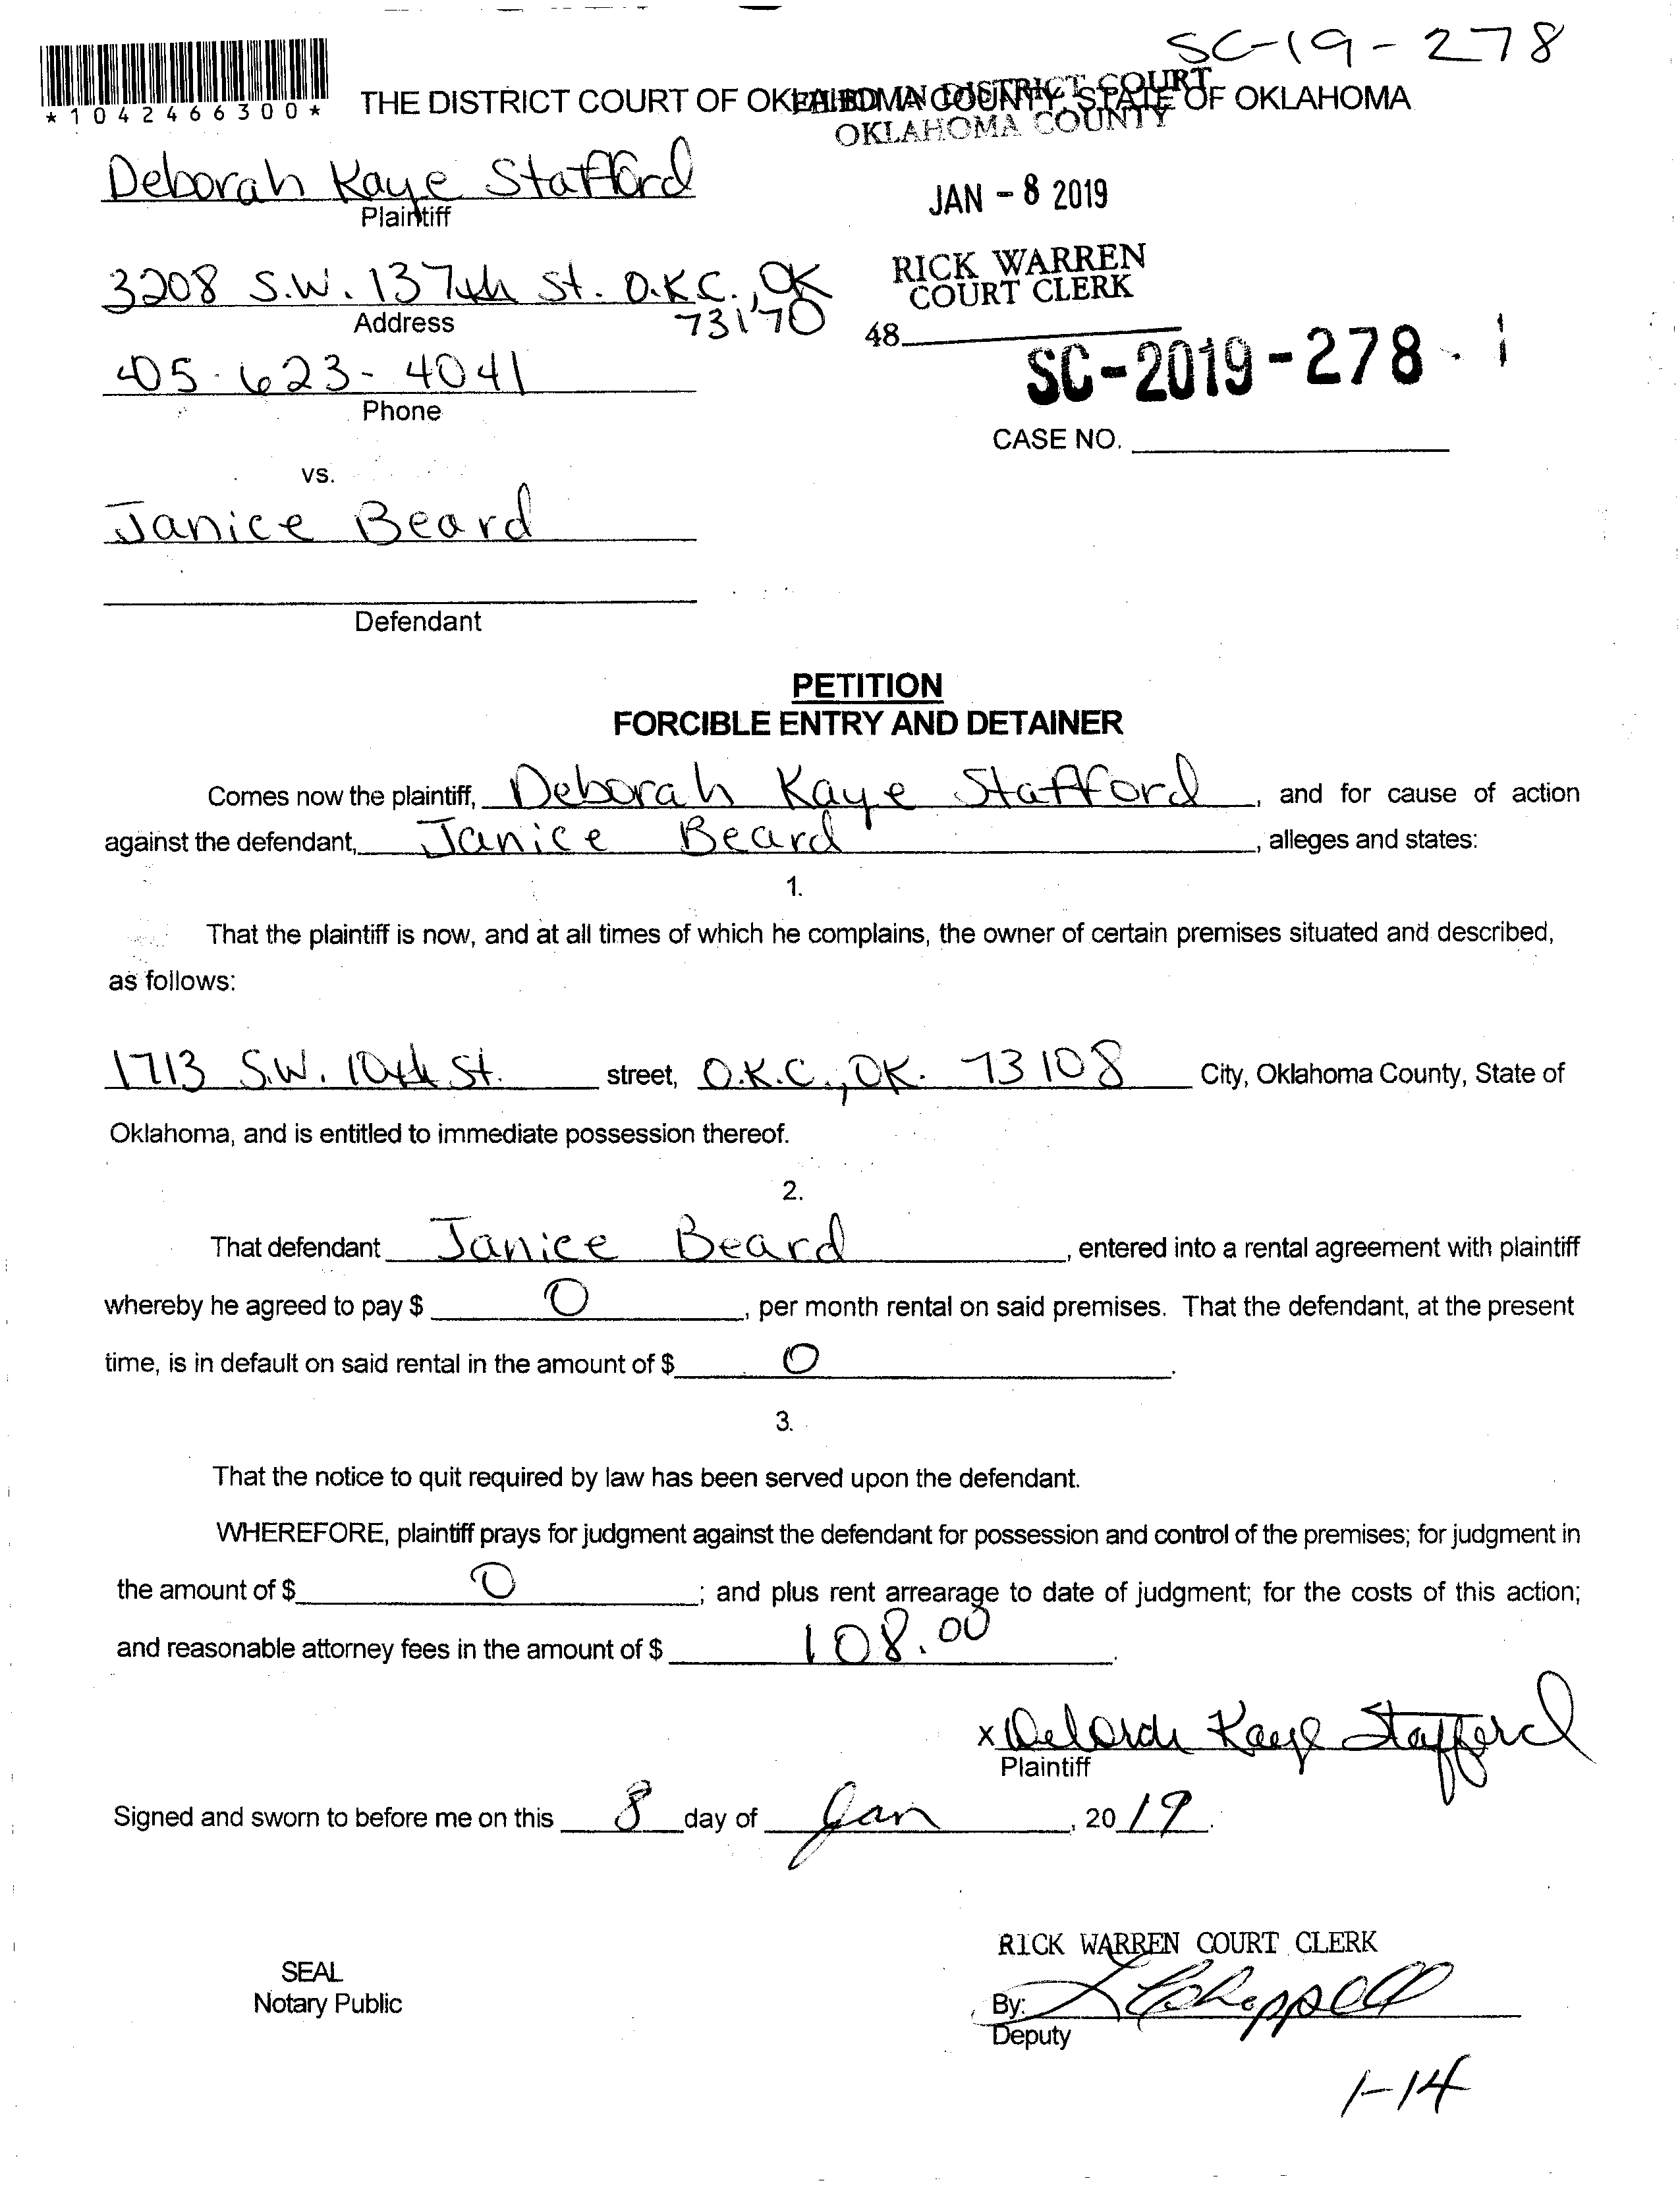 SC-19-278
*1042466300*
THE DISTRICT COURT OF OKLAHOMA COUNTY, STATE OF OKLAHOMA
FILED IN DISTRICT COURT
OKLAHOMA COUNTY
Deborah Kaye Stafford
Plaintiff
JAN - 8 2019
3208 S.W. 137th St. O.K.C., OK
73170
Address
RICK WARREN
COURT CLERK
48
405-623-4041
Phone
SC-2019-278
CASE NO.
vs.
Janice Beard
Defendant
PETITION
FORCIBLE ENTRY AND DETAINER
Comes now the plaintiff, Deborah Kaye Stafford, and for cause of action
against the defendant, Janice Beard, alleges and states:
1.
That the plaintiff is now, and at all times of which he complains, the owner of certain premises situated and described,
as follows:
1713 S.W. 10th St. street, O.K.C., OK. 73108 City, Oklahoma County, State of
Oklahoma, and is entitled to immediate possession thereof.
2.
That defendant Janice Beard, entered into a rental agreement with plaintiff
whereby he agreed to pay $ 0, per month rental on said premises. That the defendant, at the present
time, is in default on said rental in the amount of $ 0.
3.
That the notice to quit required by law has been served upon the defendant.
WHEREFORE, plaintiff prays for judgment against the defendant for possession and control of the premises; for judgment in
the amount of $ 0; and plus rent arrearage to date of judgment; for the costs of this action;
and reasonable attorney fees in the amount of $ 108.00.
x Deborah Kaye Stafford
Plaintiff
Signed and sworn to before me on this 8 day of Jan, 2019.
RICK WARREN COURT CLERK
SEAL
Notary Public
By:
Deputy
1-14